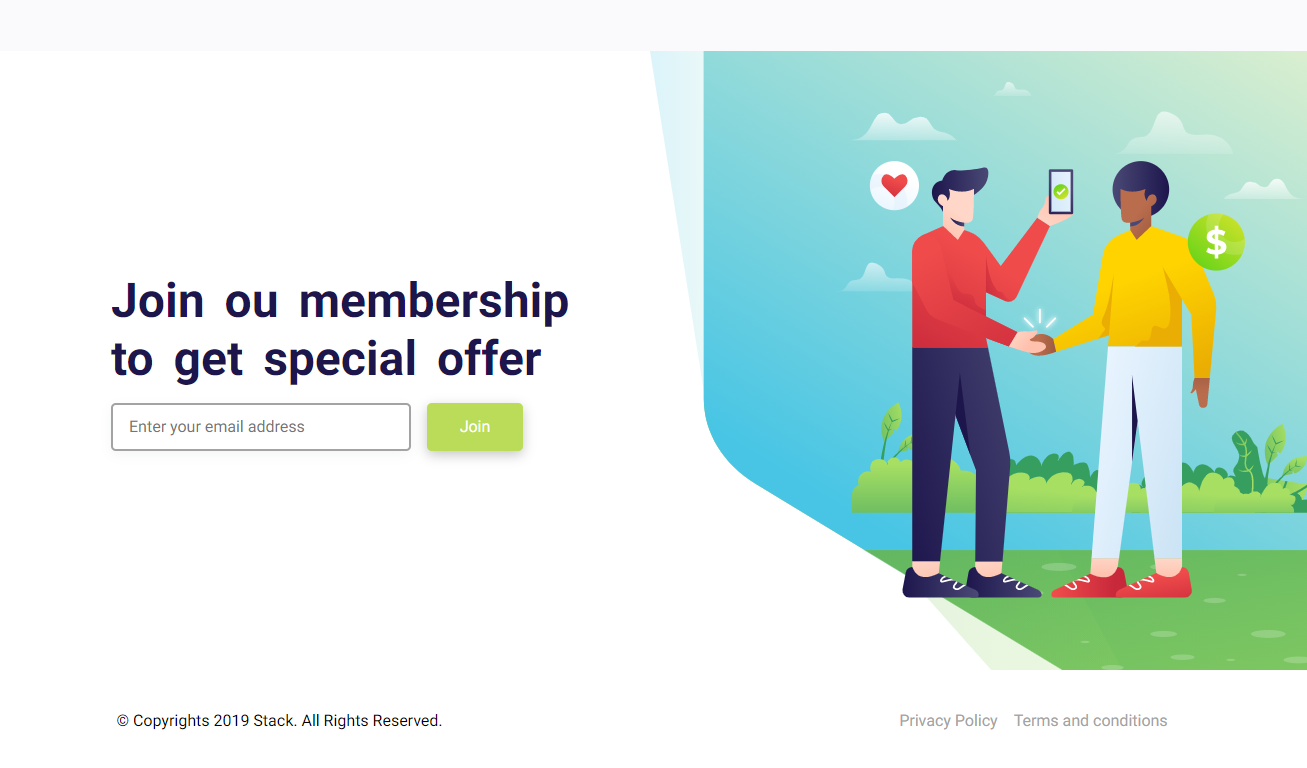 Join ou membership
to get special offer
Enter your email address
Join
$
© Copyrights 2019 Stack. All Rights Reserved.
Privacy Policy Terms and conditions